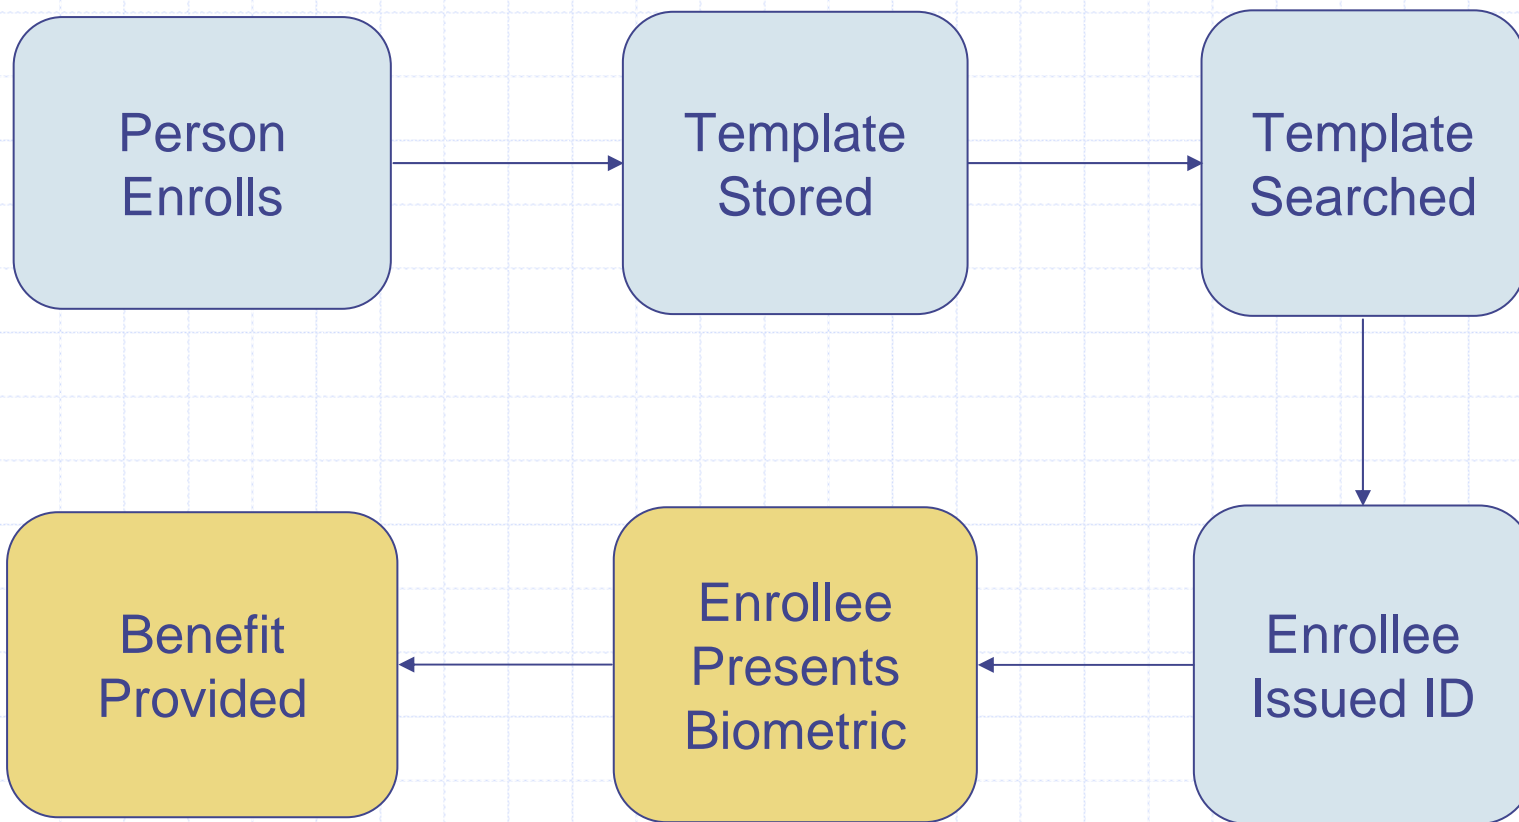 Person
Enrolls
Template
Stored
Template
Searched
Benefit
Provided
Enrollee
Presents
Biometric
Enrollee
Issued ID